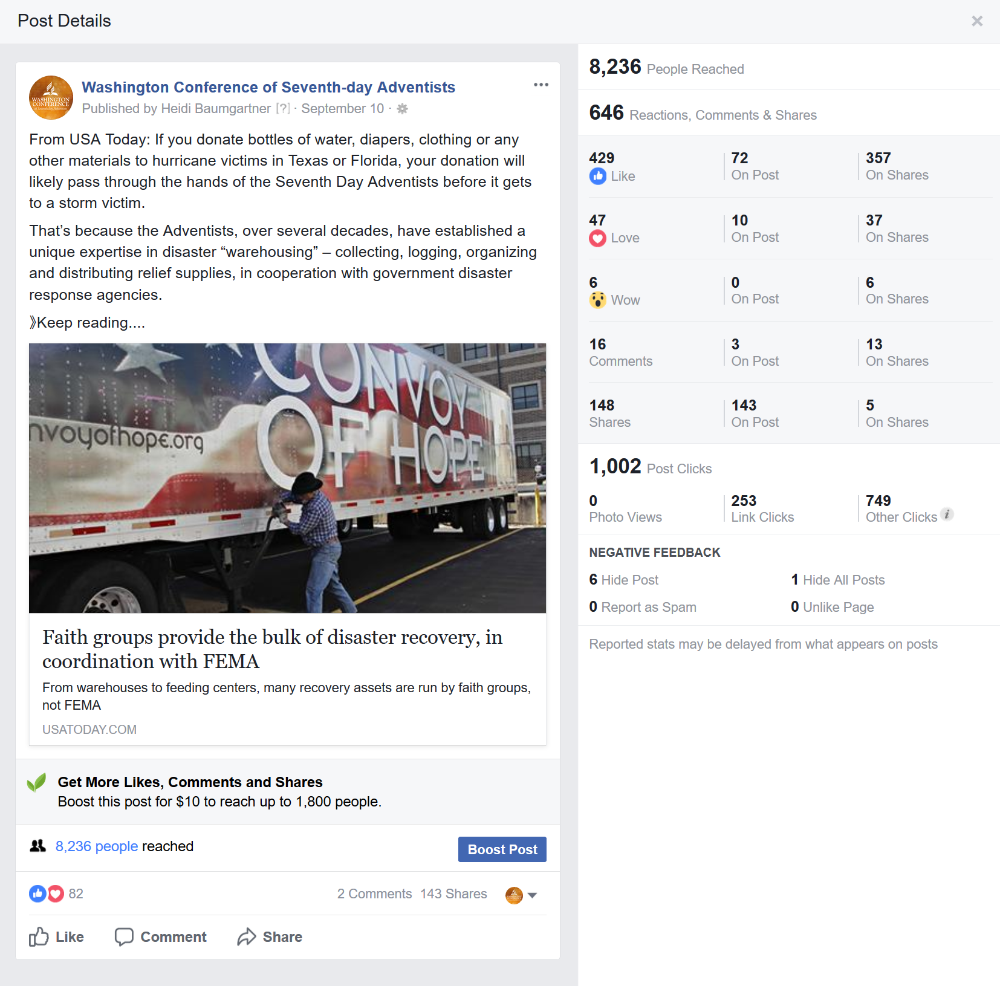 Post Details
Washington Conference of Seventh-day Adventists
Published by Heidi Baumgartner [?] · September 10 ·
WASHINGTON
CONFERENCE
From USA Today: If you donate bottles of water, diapers, clothing or any
other materials to hurricane victims in Texas or Florida, your donation will
likely pass through the hands of the Seventh Day Adventists before it gets
to a storm victim.
That’s because the Adventists, over several decades, have established a
unique expertise in disaster “warehousing” – collecting, logging, organizing
and distributing relief supplies, in cooperation with government disaster
response agencies.
》Keep reading....
CONVOY
OF HOPE
nvoyofhope.org
Faith groups provide the bulk of disaster recovery, in
coordination with FEMA
From warehouses to feeding centers, many recovery assets are run by faith groups,
not FEMA
USATODAY.COM
Get More Likes, Comments and Shares
Boost this post for $10 to reach up to 1,800 people.
8,236 people reached
Boost Post
82
2 Comments 143 Shares
Like Comment Share
8,236 People Reached
646 Reactions, Comments & Shares
429 72 357
Like On Post On Shares
47 10 37
Love On Post On Shares
6 0 6
Wow On Post On Shares
16 3 13
Comments On Post On Shares
148 143 5
Shares On Post On Shares
1,002 Post Clicks
0 253 749
Photo Views Link Clicks Other Clicks i
NEGATIVE FEEDBACK
6 Hide Post 1 Hide All Posts
0 Report as Spam 0 Unlike Page
Reported stats may be delayed from what appears on posts